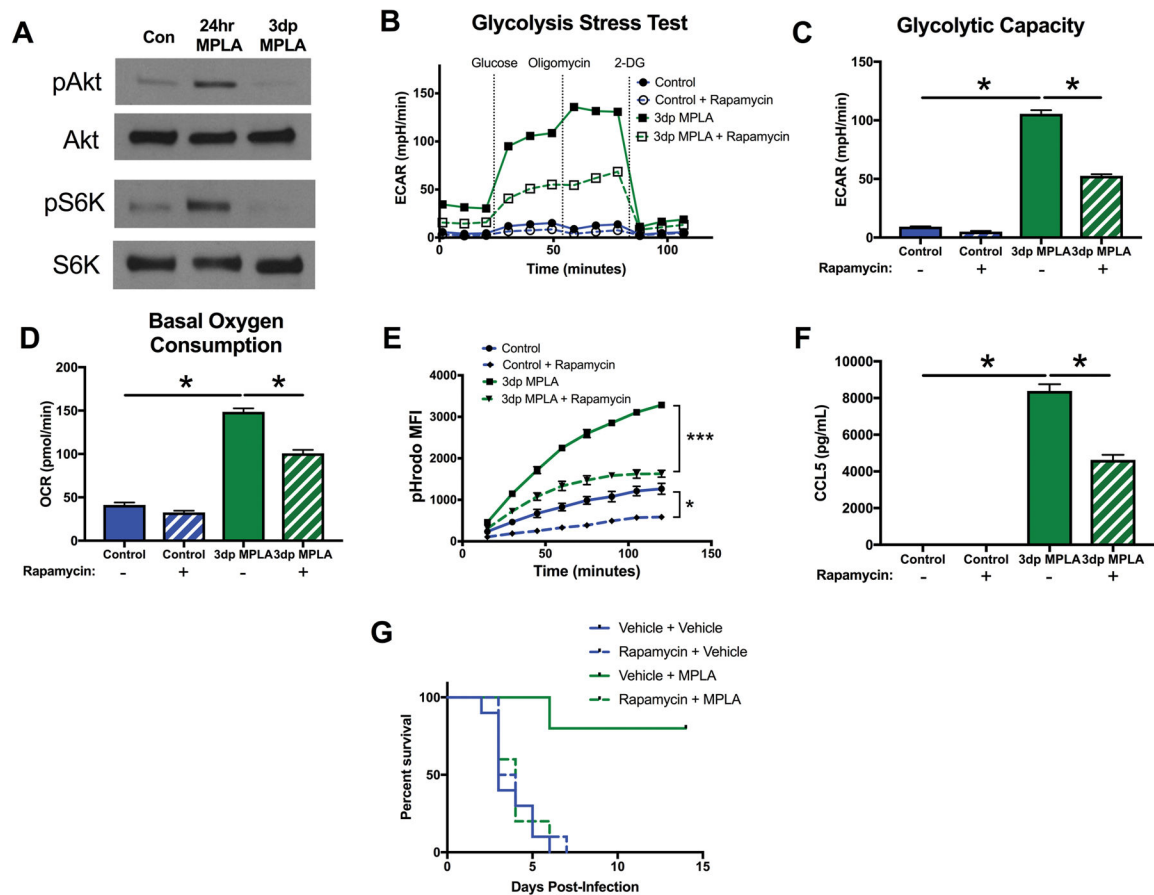 A
Con
24hr
MPLA
3dp
MPLA
pAkt
Akt
pS6K
S6K
B
Glycolysis Stress Test
Glucose
Oligomycin
2-DG
Control
Control + Rapamycin
3dp MPLA
3dp MPLA + Rapamycin
ECAR (mpH/min)
150
100
50
0
0
20
40
60
80
100
120
Time (minutes)
C
Glycolytic Capacity
*
*
ECAR (mpH/min)
150
100
50
0
Control
Control
3dp MPLA
3dp MPLA
Rapamycin: - + - +
D
Basal Oxygen
Consumption
*
*
OCR (pmol/min)
200
150
100
50
0
Control
Control
3dp MPLA
3dp MPLA
Rapamycin: - + - +
E
Control
Control + Rapamycin
3dp MPLA
3dp MPLA + Rapamycin
pHrodo MFI
4000
3000
2000
1000
0
***
*
0
50
100
150
Time (minutes)
F
*
*
CCL5 (pg/mL)
10000
8000
6000
4000
2000
0
Control
Control
3dp MPLA
3dp MPLA
Rapamycin: - + - +
G
Vehicle + Vehicle
Rapamycin + Vehicle
Vehicle + MPLA
Rapamycin + MPLA
Percent survival
100
50
0
0
5
10
15
Days Post-Infection